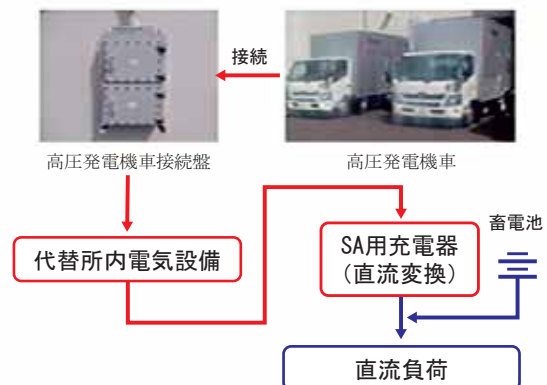 接続
高圧発電機車接続盤
高圧発電機車
畜電池
代替所内電気設備
SA用充電器
(直流変換)
直流負荷